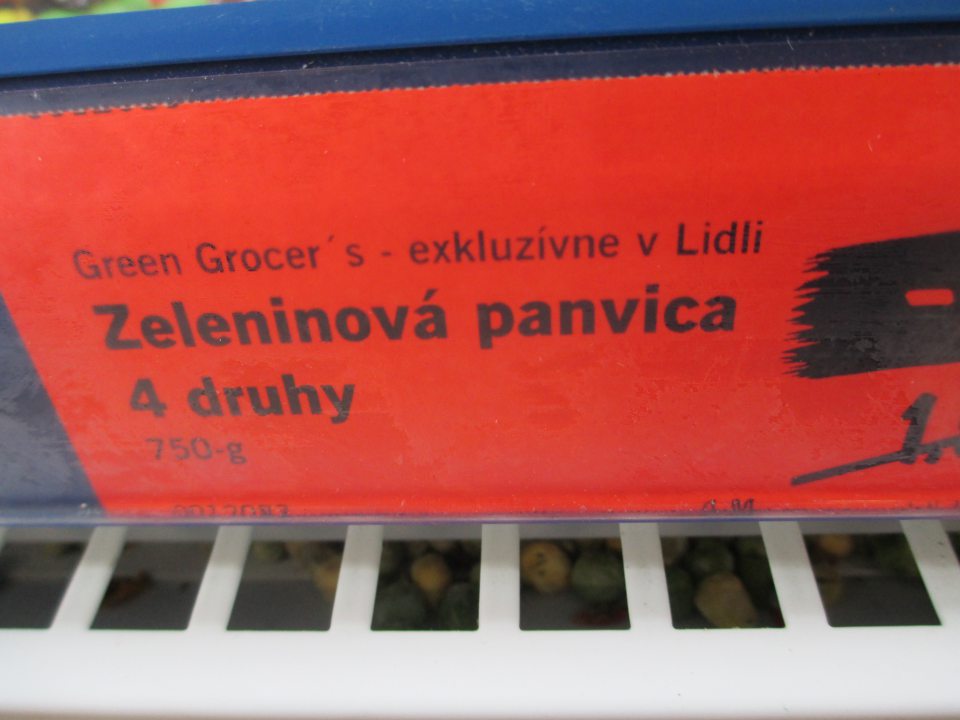 Green Grocer´s - exkluzívne v Lidli
Zeleninová panvica
4 druhy
750-g